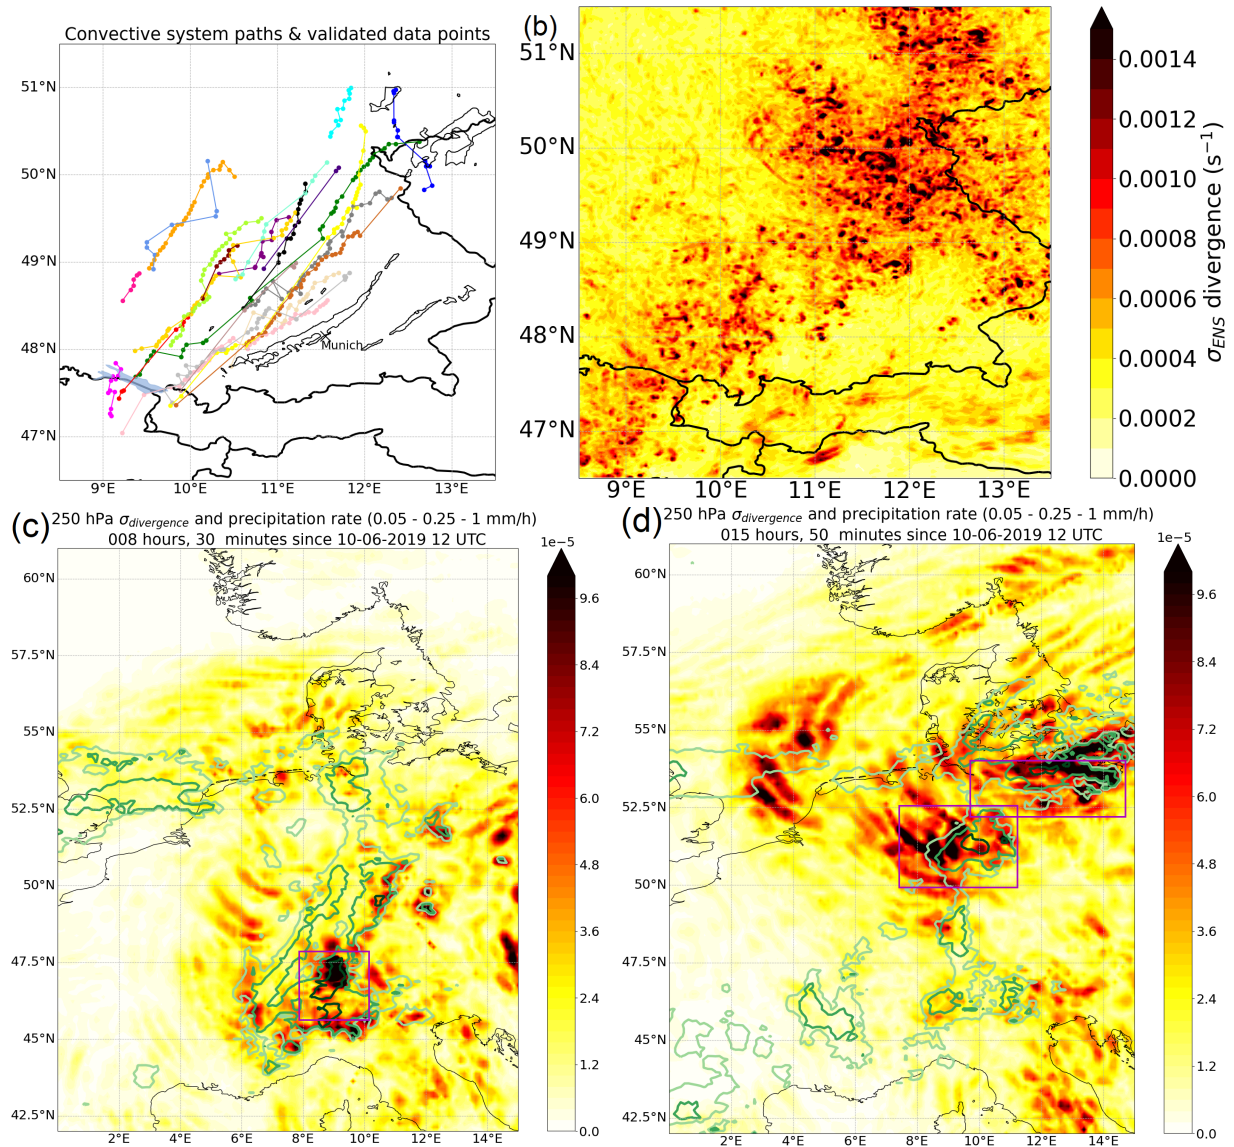 Convective system paths & validated data points
51°N
50°N
49°N
48°N
47°N
Munich
9°E 10°E 11°E 12°E 13°E
(b)
51°N
50°N
49°N
48°N
47°N
9°E 10°E 11°E 12°E 13°E
0.0014
0.0012
0.0010
0.0008
0.0006
0.0004
0.0002
0.0000
σENS divergence (s⁻¹)
(c)
250 hPa σdivergence and precipitation rate (0.05 - 0.25 - 1 mm/h)
008 hours, 30 minutes since 10-06-2019 12 UTC
1e−5
60°N
57.5°N
55°N
52.5°N
50°N
47.5°N
45°N
42.5°N
2°E 4°E 6°E 8°E 10°E 12°E 14°E
9.6
8.4
7.2
6.0
4.8
3.6
2.4
1.2
0.0
(d)
250 hPa σdivergence and precipitation rate (0.05 - 0.25 - 1 mm/h)
015 hours, 50 minutes since 10-06-2019 12 UTC
1e−5
60°N
57.5°N
55°N
52.5°N
50°N
47.5°N
45°N
42.5°N
2°E 4°E 6°E 8°E 10°E 12°E 14°E
9.6
8.4
7.2
6.0
4.8
3.6
2.4
1.2
0.0